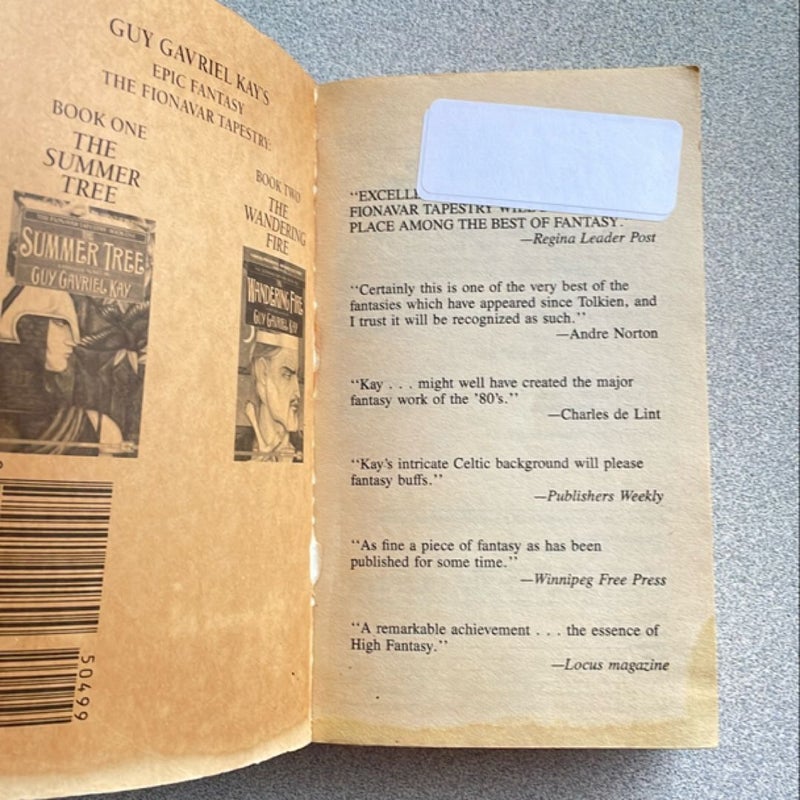 GUY GAVRIEL KAY'S
EPIC FANTASY
THE FIONAVAR TAPESTRY:
BOOK ONE
THE
SUMMER
TREE
SUMMER TREE
GUY GAVRIEL KAY
BOOK TWO
THE
WANDERING
FIRE
WANDERING FIRE
GUY GAVRIEL KAY
50499
"EXCELL
FIONAVAR TAPESTRY
PLACE AMONG THE BEST OF FANTASY."
—Regina Leader Post
"Certainly this is one of the very best of the
fantasies which have appeared since Tolkien, and
I trust it will be recognized as such."
—Andre Norton
"Kay . . . might well have created the major
fantasy work of the '80's."
—Charles de Lint
"Kay's intricate Celtic background will please
fantasy buffs."
—Publishers Weekly
"As fine a piece of fantasy as has been
published for some time."
—Winnipeg Free Press
"A remarkable achievement . . . the essence of
High Fantasy."
—Locus magazine